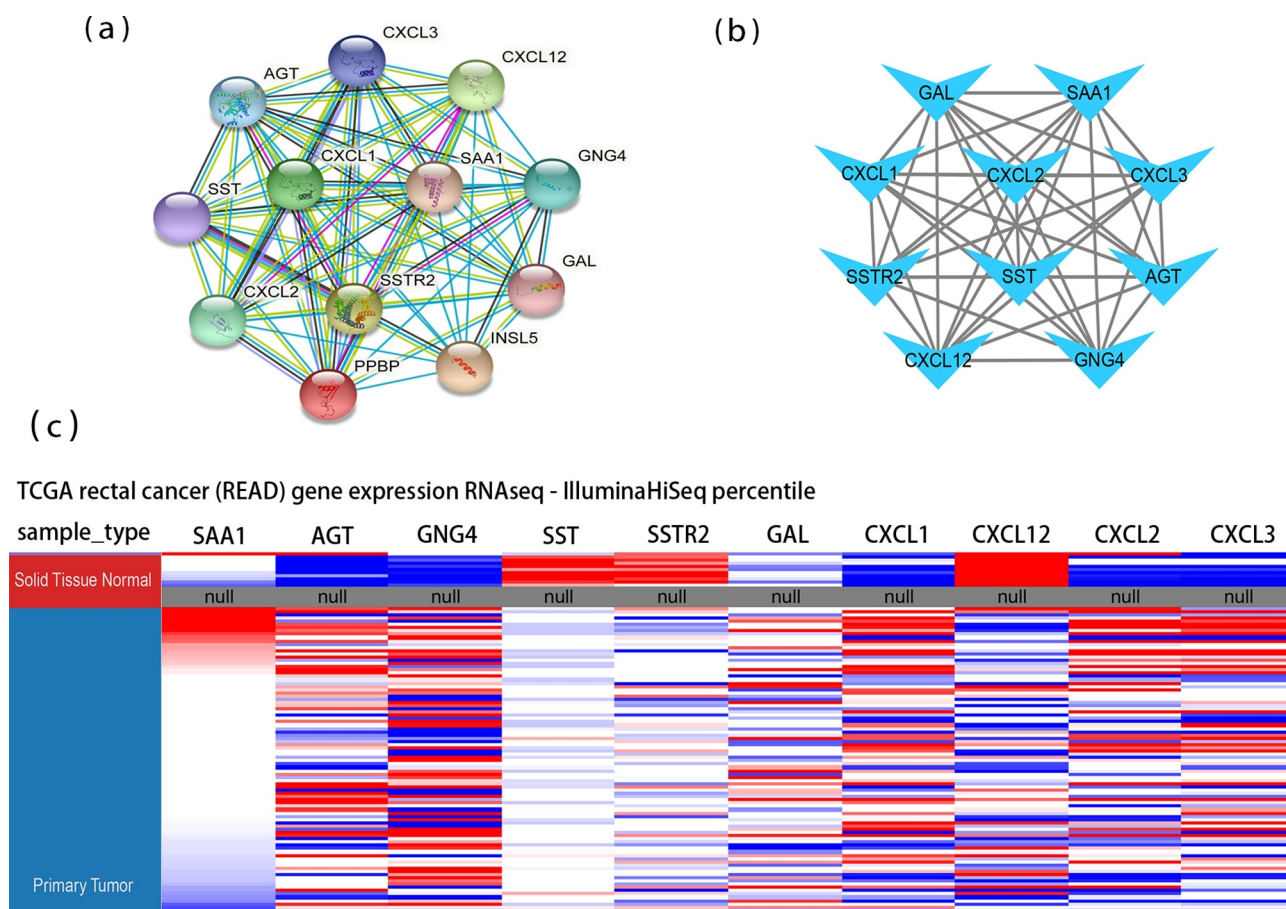 (a)
CXCL3
CXCL12
AGT
CXCL1
SAA1
GNG4
SST
GAL
SSTR2
CXCL2
INSL5
PPBP
(b)
GAL SAA1
CXCL1 CXCL2 CXCL3
SSTR2 SST AGT
CXCL12 GNG4
(c)
TCGA rectal cancer (READ) gene expression RNAseq - IlluminaHiSeq percentile
sample_type SAA1 AGT GNG4 SST SSTR2 GAL CXCL1 CXCL12 CXCL2 CXCL3
Solid Tissue Normal
null null null null null null null null null null
Primary Tumor